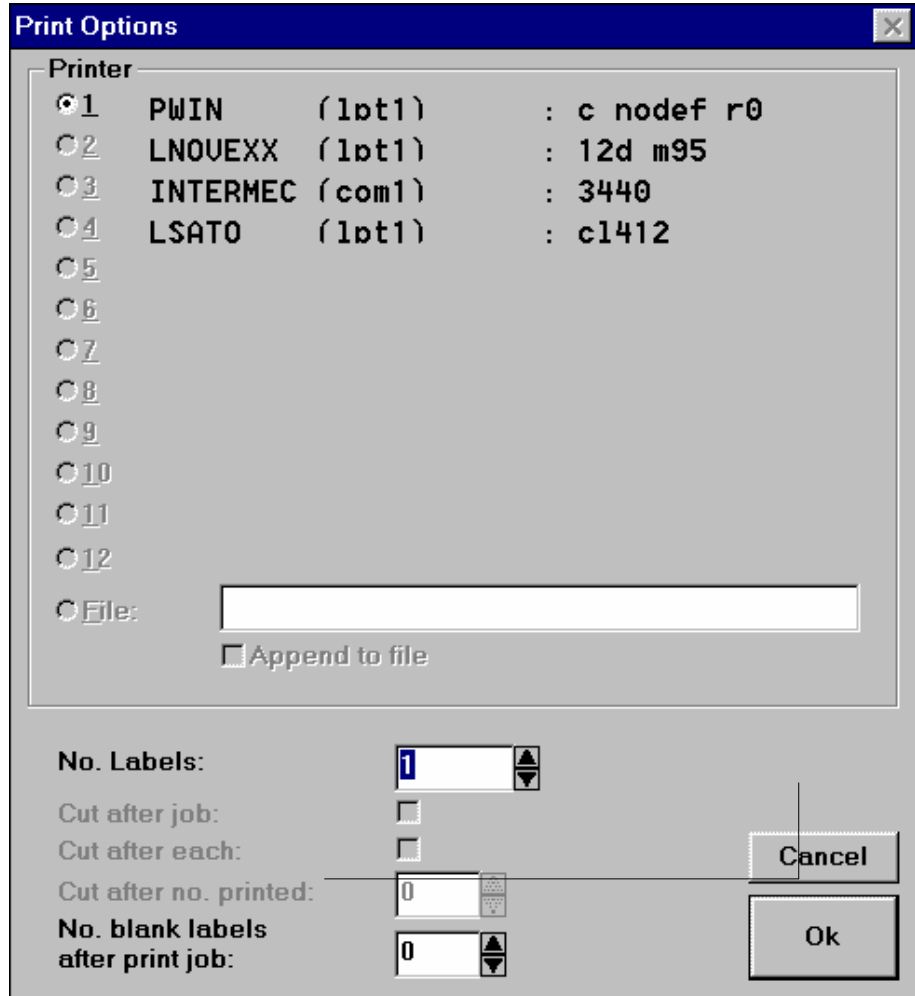 Print Options
Printer
1 PWIN (lpt1) : c nodef r0
2 LNOVEXX (lpt1) : 12d m95
3 INTERMEC (com1) : 3440
4 LSATO (lpt1) : cl412
5
6
7
8
9
10
11
12
File:
Append to file
No. Labels: 1
Cut after job:
Cut after each:
Cancel
Cut after no. printed: 0
No. blank labels
after print job: 0
Ok